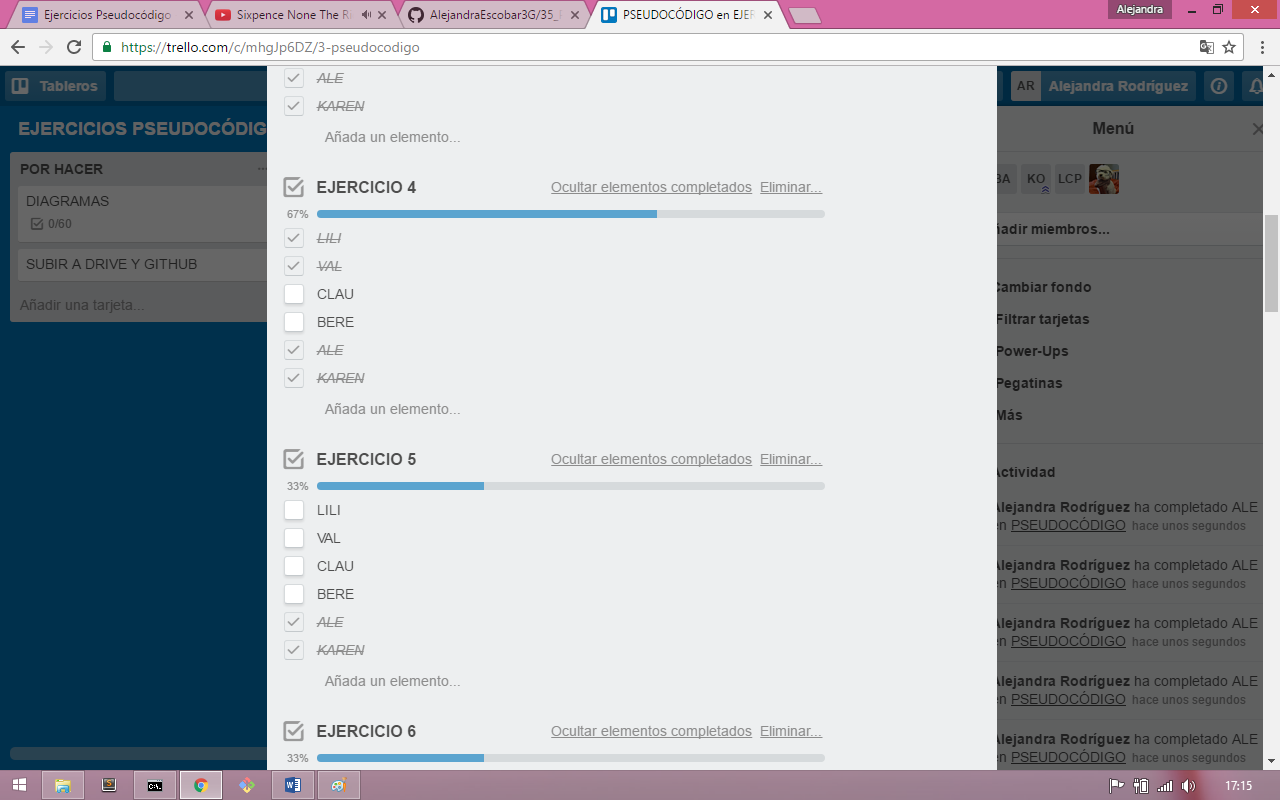 Ejercicios Pseudocódigo
Sixpence None The Ra
AlejandraEscobar3G/35_
PSEUDOCÓDIGO en EJER
Alejandra
https://trello.com/c/mhgJp6DZ/3-pseudocodigo
Tableros
AR
Alejandra Rodríguez
EJERCICIOS PSEUDOCÓDIG
Menú
POR HACER
DIAGRAMAS
0/60
SUBIR A DRIVE Y GITHUB
Añadir una tarjeta...
ALE
KAREN
Añada un elemento...
EJERCICIO 4
Ocultar elementos completados
Eliminar...
67%
LILI
VAL
CLAU
BERE
ALE
KAREN
Añada un elemento...
EJERCICIO 5
Ocultar elementos completados
Eliminar...
33%
LILI
VAL
CLAU
BERE
ALE
KAREN
Añada un elemento...
EJERCICIO 6
Ocultar elementos completados
Eliminar...
33%
BA
KO
LCP
ñadir miembros...
Cambiar fondo
Filtrar tarjetas
Power-Ups
Pegatinas
Más
Actividad
Alejandra Rodríguez ha completado ALE
en PSEUDOCÓDIGO hace unos segundos
Alejandra Rodríguez ha completado ALE
en PSEUDOCÓDIGO hace unos segundos
Alejandra Rodríguez ha completado ALE
en PSEUDOCÓDIGO hace unos segundos
Alejandra Rodríguez ha completado ALE
en PSEUDOCÓDIGO hace unos segundos
Alejandra Rodríguez ha completado ALE
en PSEUDOCÓDIGO hace unos segundos
17:15